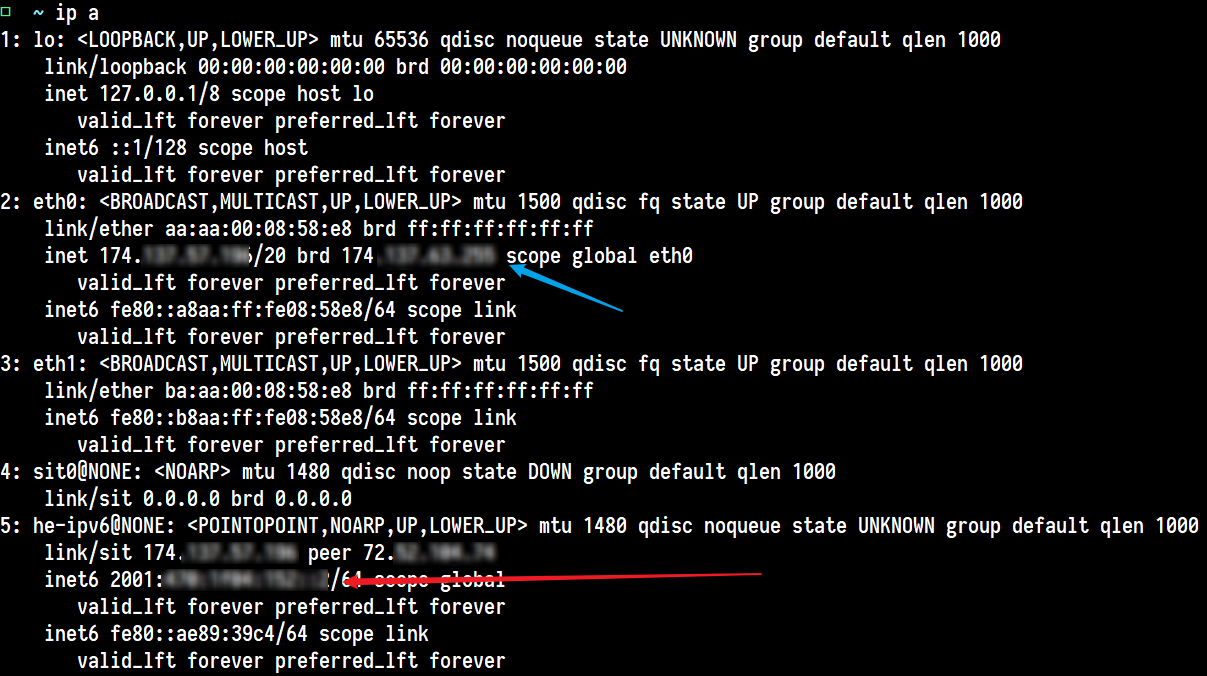 ~ ip a
1: lo: <LOOPBACK,UP,LOWER_UP> mtu 65536 qdisc noqueue state UNKNOWN group default qlen 1000
link/loopback 00:00:00:00:00:00 brd 00:00:00:00:00:00
inet 127.0.0.1/8 scope host lo
valid_lft forever preferred_lft forever
inet6 ::1/128 scope host
valid_lft forever preferred_lft forever
2: eth0: <BROADCAST,MULTICAST,UP,LOWER_UP> mtu 1500 qdisc fq state UP group default qlen 1000
link/ether aa:aa:00:08:58:e8 brd ff:ff:ff:ff:ff:ff
inet 174. /20 brd 174 scope global eth0
valid_lft forever preferred_lft forever
inet6 fe80::a8aa:ff:fe08:58e8/64 scope link
valid_lft forever preferred_lft forever
3: eth1: <BROADCAST,MULTICAST,UP,LOWER_UP> mtu 1500 qdisc fq state UP group default qlen 1000
link/ether ba:aa:00:08:58:e8 brd ff:ff:ff:ff:ff:ff
inet6 fe80::b8aa:ff:fe08:58e8/64 scope link
valid_lft forever preferred_lft forever
4: sit0@NONE: <NOARP> mtu 1480 qdisc noop state DOWN group default qlen 1000
link/sit 0.0.0.0 brd 0.0.0.0
5: he-ipv6@NONE: <POINTOPOINT,NOARP,UP,LOWER_UP> mtu 1480 qdisc noqueue state UNKNOWN group default qlen 1000
link/sit 174. peer 72.
inet6 2001: /64 scope global
valid_lft forever preferred_lft forever
inet6 fe80::ae89:39c4/64 scope link
valid_lft forever preferred_lft forever